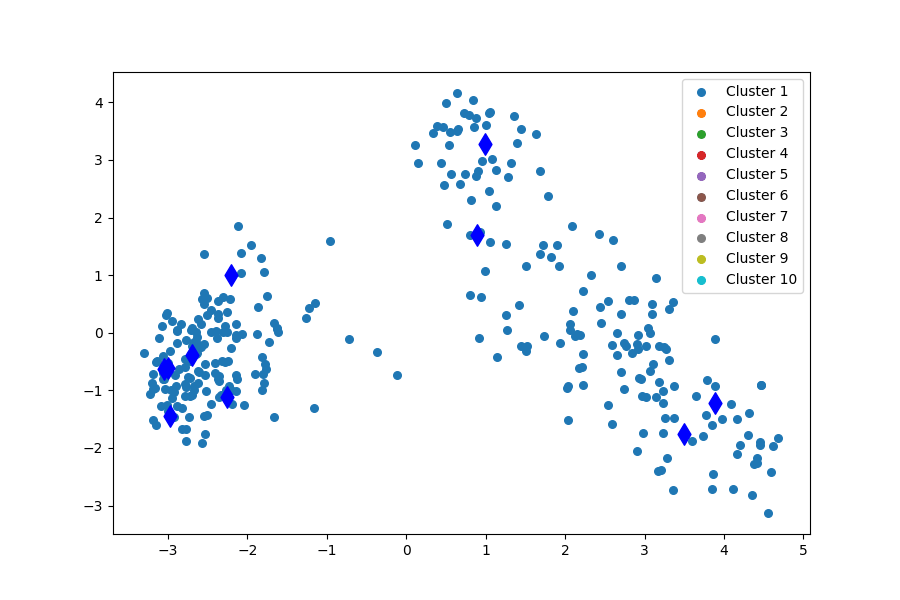 4
3
2
1
0
−1
−2
−3
−3
−2
−1
0
1
2
3
4
5
Cluster 1
Cluster 2
Cluster 3
Cluster 4
Cluster 5
Cluster 6
Cluster 7
Cluster 8
Cluster 9
Cluster 10